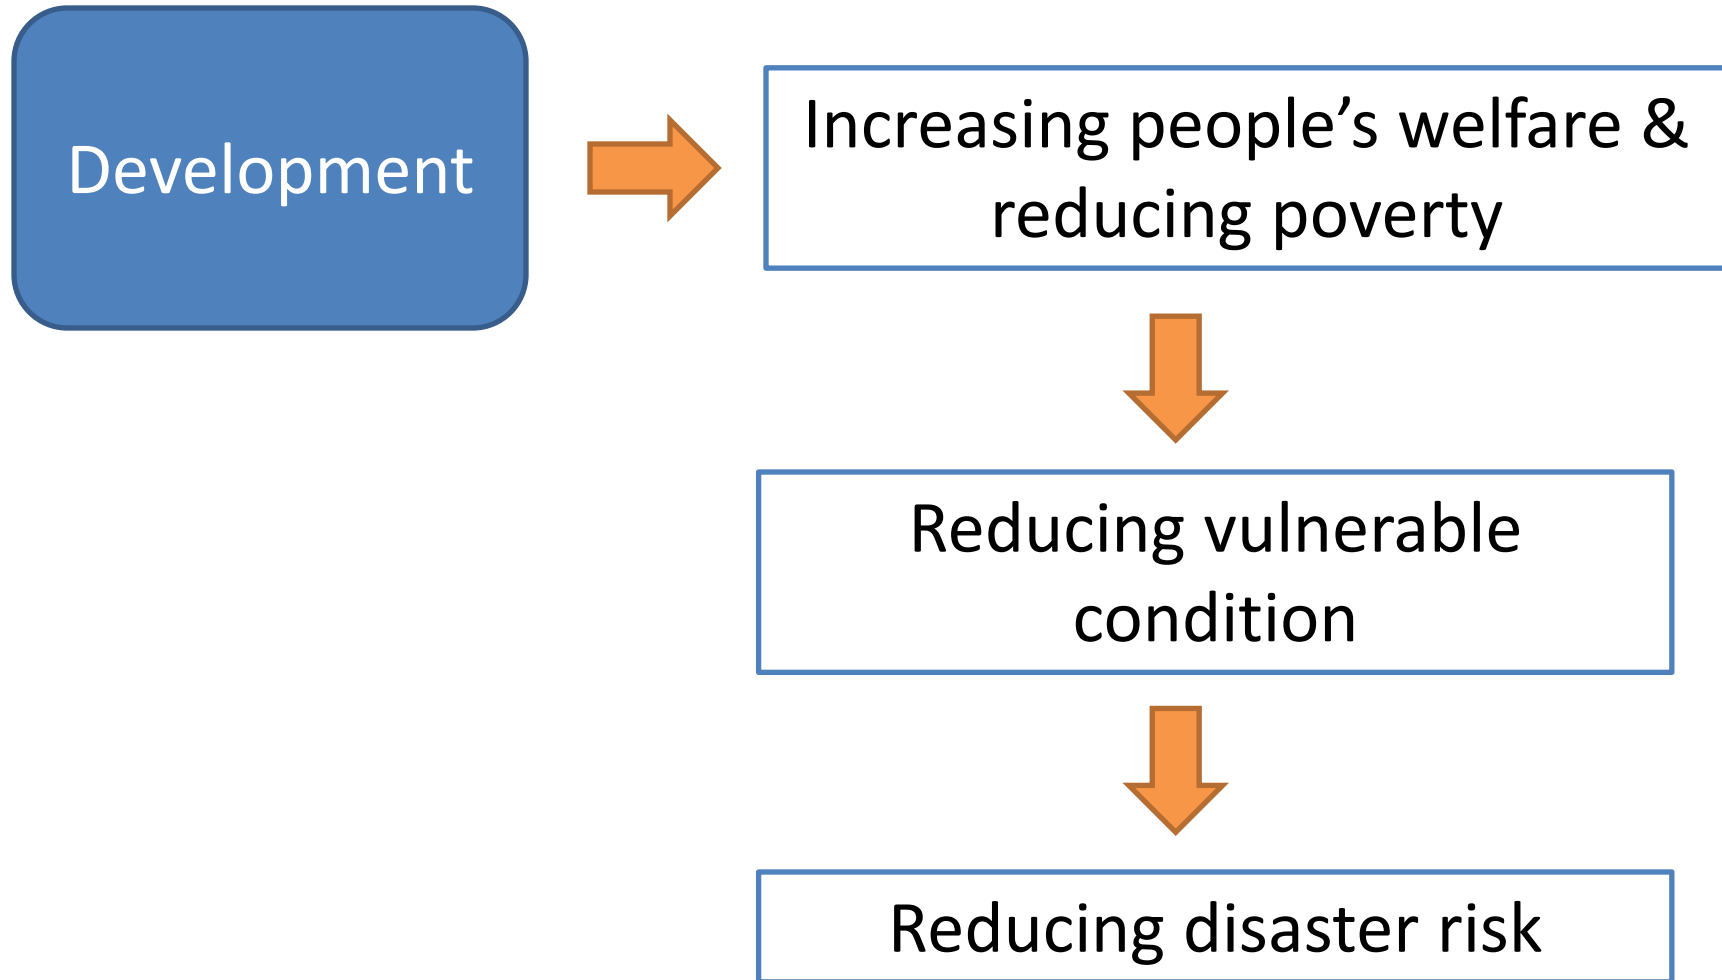 Development
Increasing people’s welfare &
reducing poverty
Reducing vulnerable
condition
Reducing disaster risk